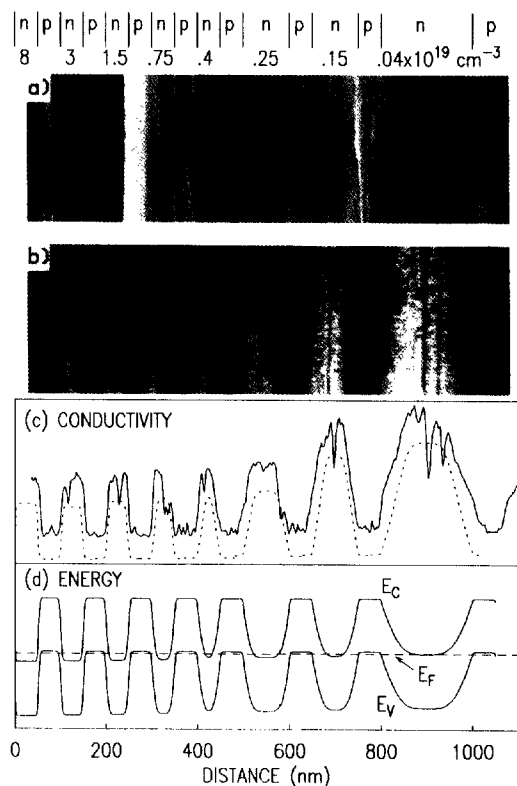 n p n p n p n p n p n p n p n p
8 3 1.5 .75 .4 .25 .15 .04x10¹⁹ cm⁻³
a)
b)
(c) CONDUCTIVITY
(d) ENERGY
E_C
E_F
E_V
0 200 400 600 800 1000
DISTANCE (nm)